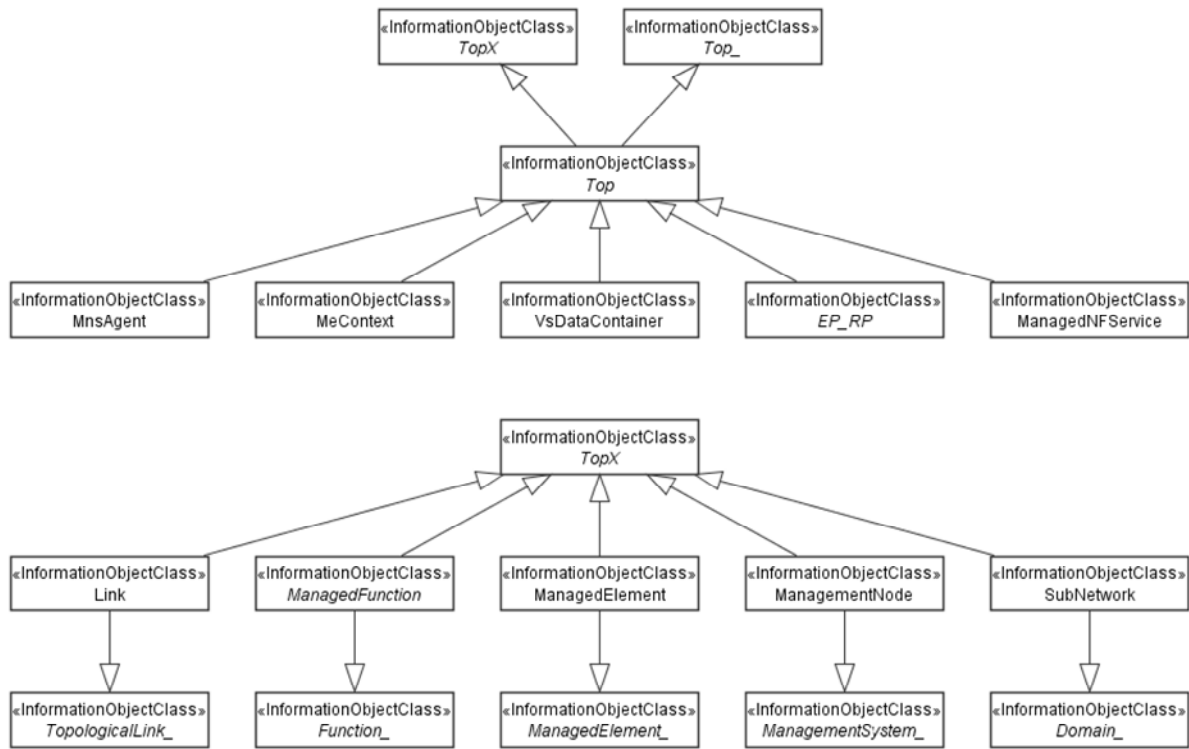 «InformationObjectClass»
TopX
«InformationObjectClass»
Top_
«InformationObjectClass»
Top
«InformationObjectClass»
MnsAgent
«InformationObjectClass»
MeContext
«InformationObjectClass»
VsDataContainer
«InformationObjectClass»
EP_RP
«InformationObjectClass»
ManagedNFService
«InformationObjectClass»
TopX
«InformationObjectClass»
Link
«InformationObjectClass»
ManagedFunction
«InformationObjectClass»
ManagedElement
«InformationObjectClass»
ManagementNode
«InformationObjectClass»
SubNetwork
«InformationObjectClass»
TopologicalLink_
«InformationObjectClass»
Function_
«InformationObjectClass»
ManagedElement_
«InformationObjectClass»
ManagementSystem_
«InformationObjectClass»
Domain_